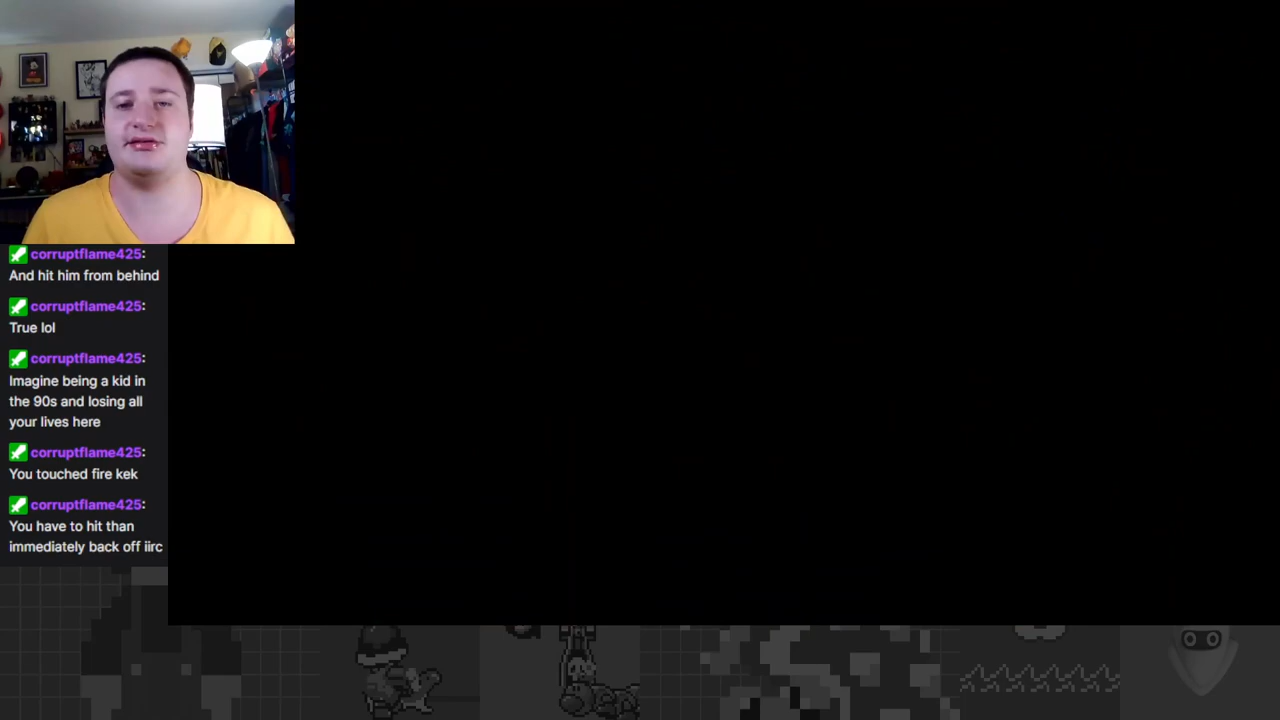 corruptflame425:
And hit him from behind
corruptflame425:
True lol
corruptflame425:
Imagine being a kid in
the 90s and losing all
your lives here
corruptflame425:
You touched fire kek
corruptflame425:
You have to hit than
immediately back off iirc